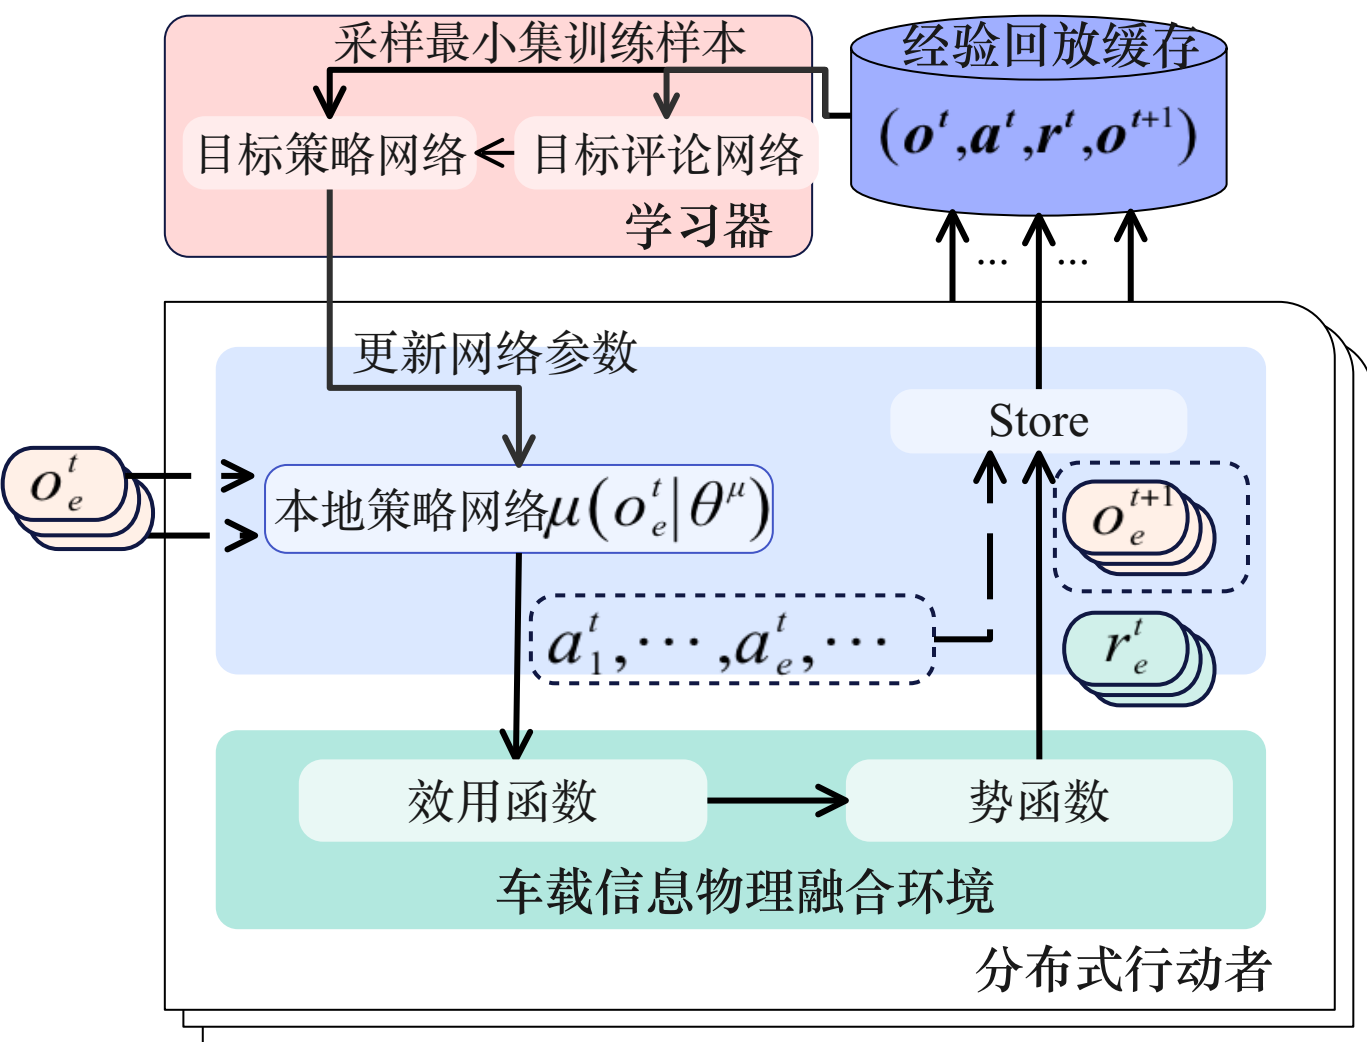 采样最小集训练样本
经验回放缓存
(o^t,a^t,r^t,o^{t+1})
目标策略网络
目标评论网络
学习器
... ...
更新网络参数
Store
o_e^t
本地策略网络μ(o_e^t|θ^μ)
o_e^{t+1}
a_1^t,⋯,a_e^t,⋯
r_e^t
效用函数
势函数
车载信息物理融合环境
分布式行动者